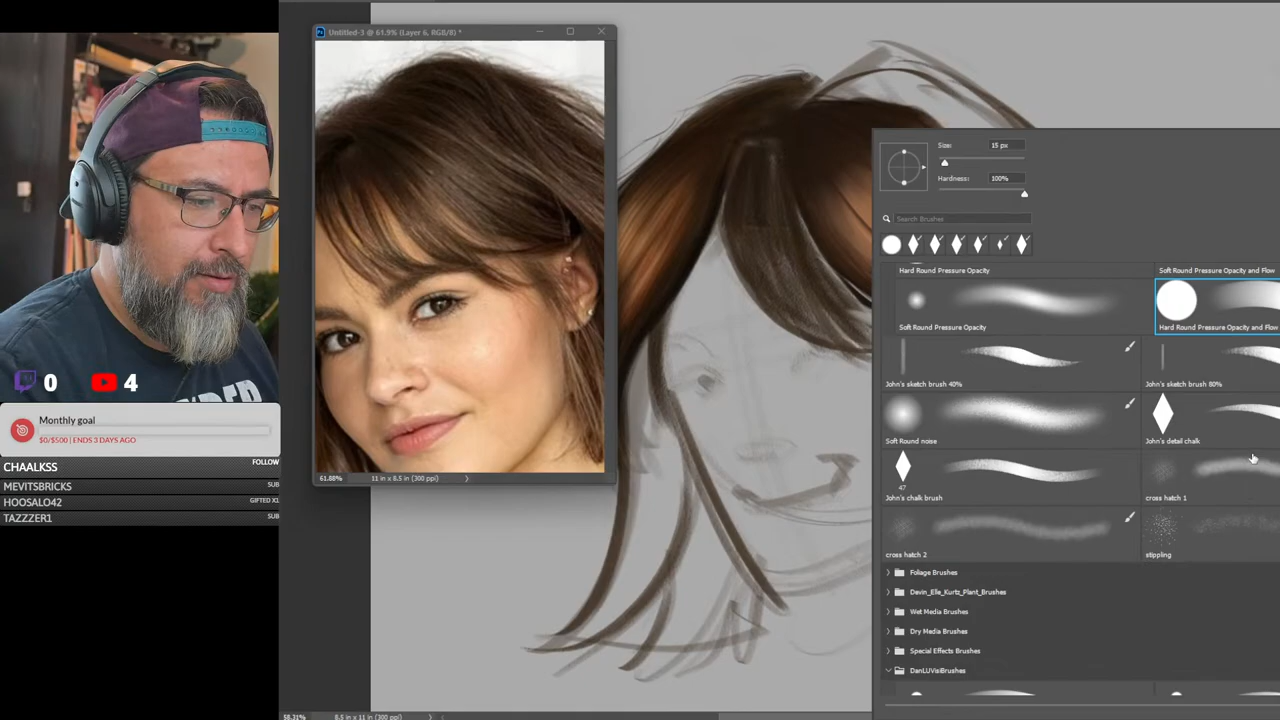 Untitled-3 @ 61.9% (Layer 6, RGB/8) *
61.88%
11 in x 8.5 in (300 ppi)
Size:
15 px
Hardness:
100%
Search Brushes
Hard Round Pressure Opacity
Soft Round Pressure Opacity and Flow
Soft Round Pressure Opacity
Hard Round Pressure Opacity and Flow
John's sketch brush 40%
John's sketch brush 80%
Soft Round noise
John's detail chalk
47
John's chalk brush
cross hatch 1
cross hatch 2
stippling
Foliage Brushes
Devin_Elle_Kurtz_Plant_Brushes
Wet Media Brushes
Dry Media Brushes
Special Effects Brushes
DanLUVisiBrushes
0
4
Monthly goal
$0/$500 | ENDS 3 DAYS AGO
CHAALKSS
FOLLOW
MEVITSBRICKS
SUB
HOOSALO42
GIFTED X1
TAZZZER1
SUB
58.31%
8.5 in x 11 in (300 ppi)